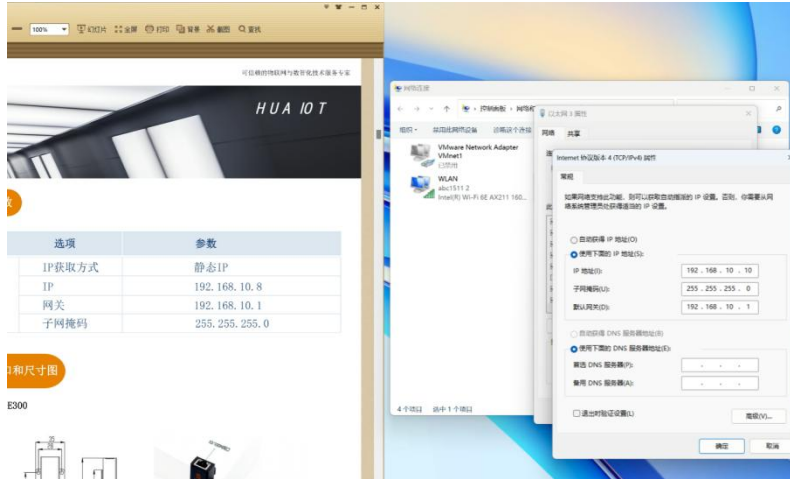 100%
幻灯片
全屏
打印
背景
截图
查找
可信赖的物联网与数智化技术服务专家
HUA IOT
数
选项 参数
IP获取方式 静态IP
IP 192.168.10.8
网关 192.168.10.1
子网掩码 255.255.255.0
口和尺寸图
E300
35
网络连接
控制面板 › 网络和
组织
禁用此网络设备
诊断这个连接
VMware Network Adapter
VMnet1
已禁用
WLAN
abc1511 2
Intel(R) Wi-Fi 6E AX211 160...
4 个项目 选中 1 个项目
以太网 3 属性
网络 共享
Internet 协议版本 4 (TCP/IPv4) 属性
常规
如果网络支持此功能，则可以获取自动指派的 IP 设置。否则，你需要从网
络系统管理员处获得适当的 IP 设置。
自动获得 IP 地址(O)
使用下面的 IP 地址(S):
IP 地址(I): 192 . 168 . 10 . 10
子网掩码(U): 255 . 255 . 255 . 0
默认网关(D): 192 . 168 . 10 . 1
自动获得 DNS 服务器地址(B)
使用下面的 DNS 服务器地址(E):
首选 DNS 服务器(P):
备用 DNS 服务器(A):
退出时验证设置(L)
高级(V)...
确定 取消